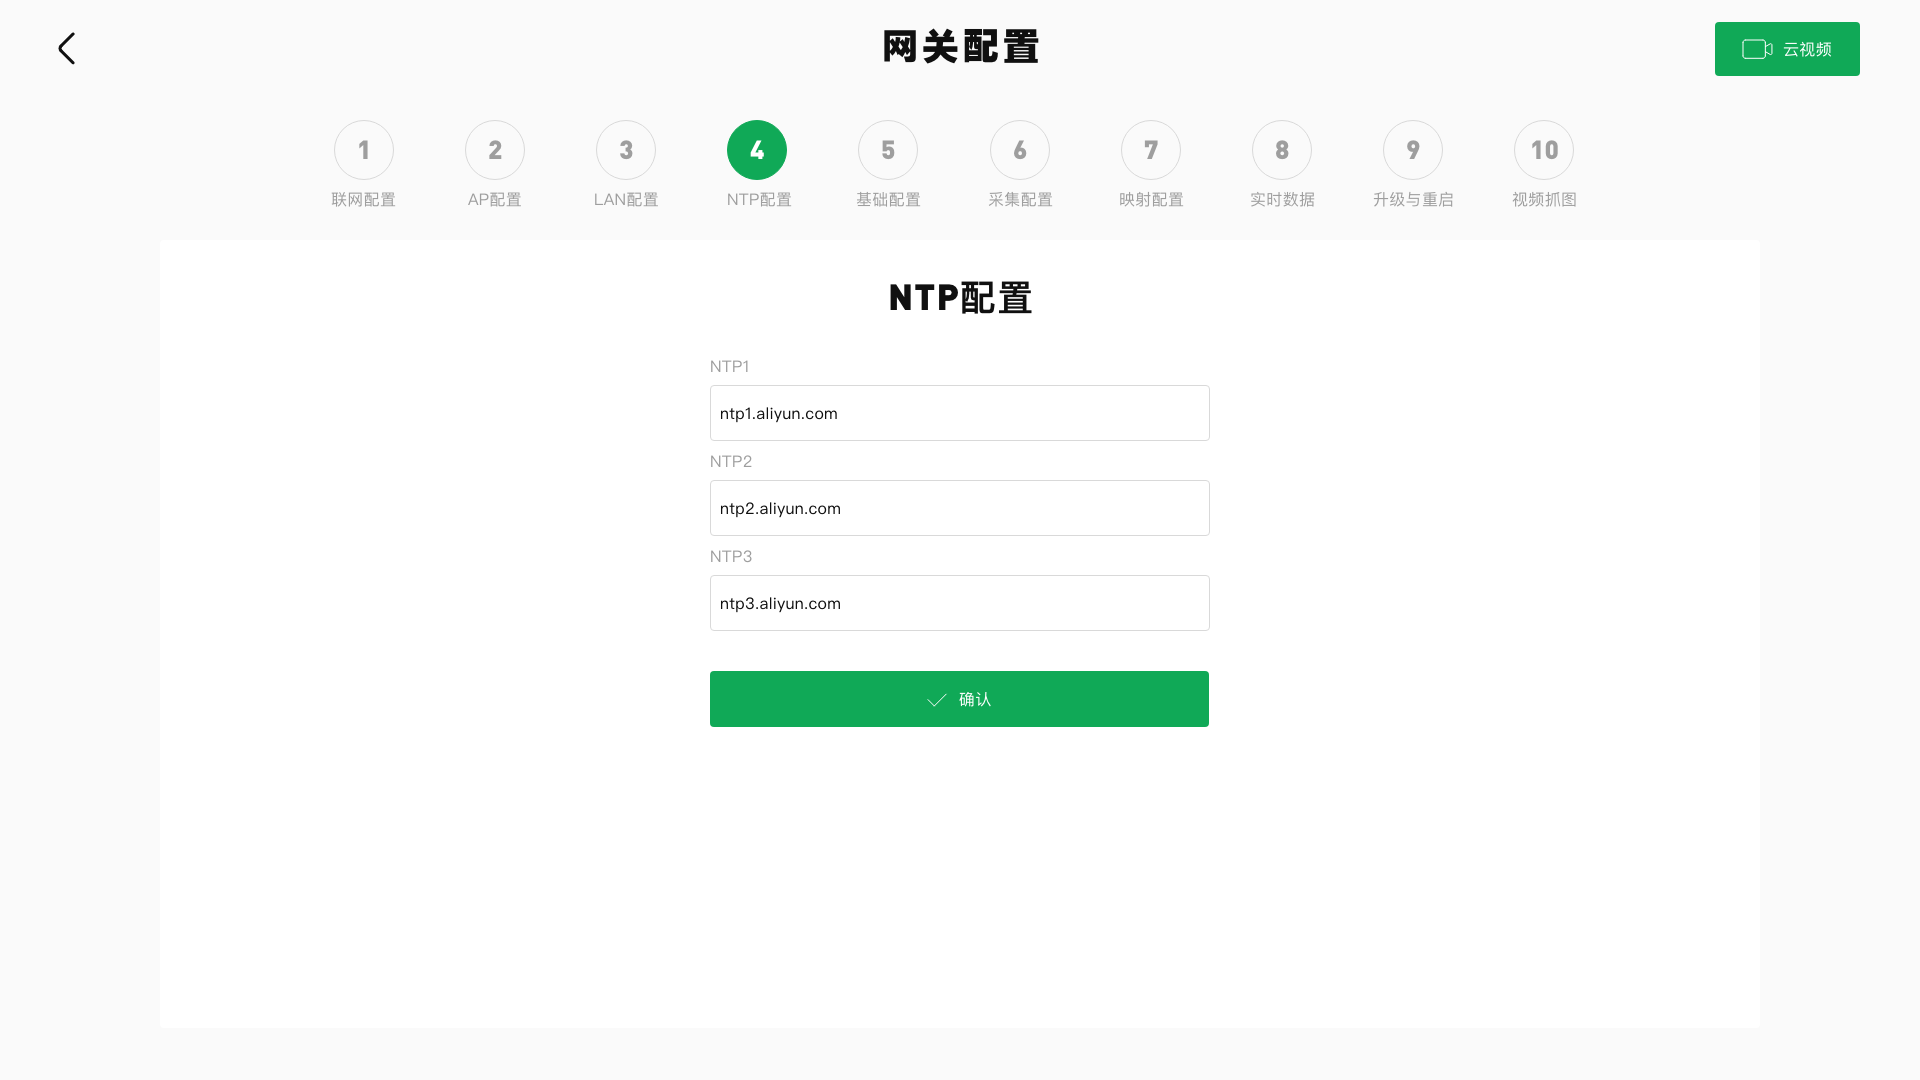 网关配置
云视频
1
2
3
4
5
6
7
8
9
10
联网配置
AP配置
LAN配置
NTP配置
基础配置
采集配置
映射配置
实时数据
升级与重启
视频抓图
NTP配置
NTP1
ntp1.aliyun.com
NTP2
ntp2.aliyun.com
NTP3
ntp3.aliyun.com
确认